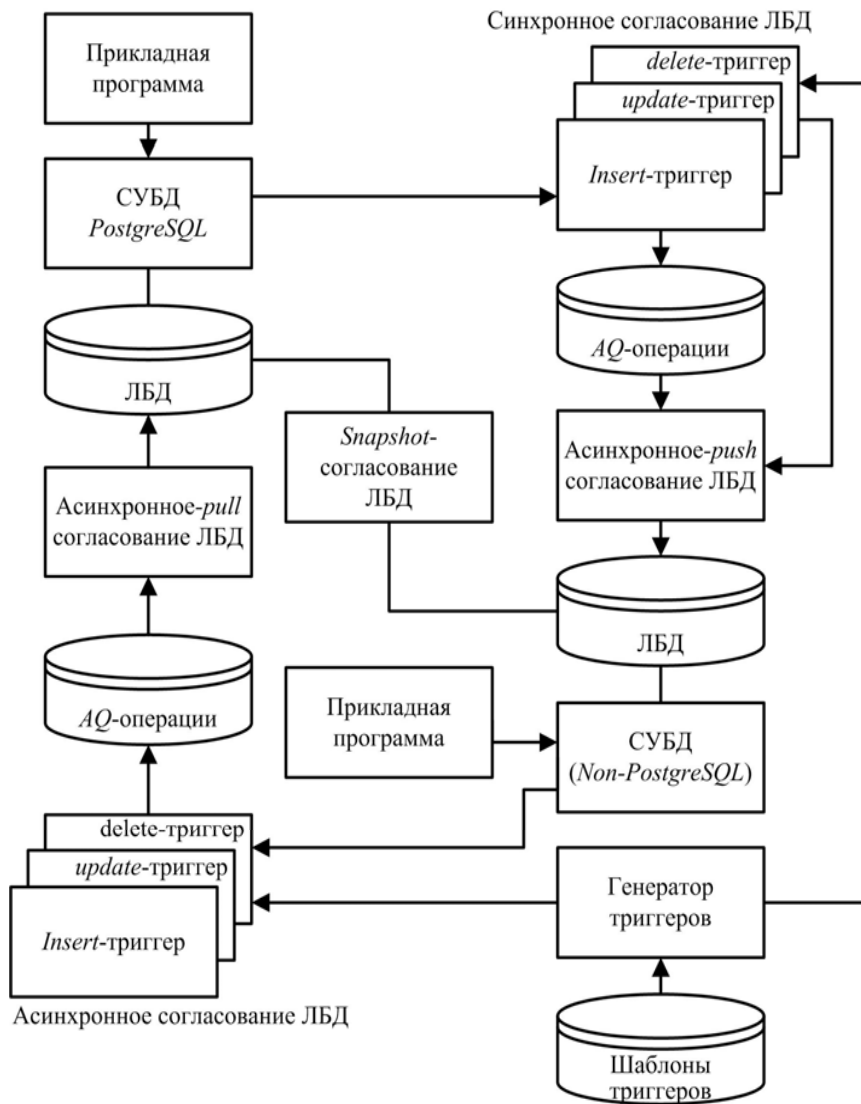 Прикладная
программа
СУБД
PostgreSQL
ЛБД
Асинхронное-pull
согласование ЛБД
AQ-операции
delete-триггер
update-триггер
Insert-триггер
Асинхронное согласование ЛБД
Snapshot-
согласование
ЛБД
Прикладная
программа
Синхронное согласование ЛБД
delete-триггер
update-триггер
Insert-триггер
AQ-операции
Асинхронное-push
согласование ЛБД
ЛБД
СУБД
(Non-PostgreSQL)
Генератор
триггеров
Шаблоны
триггеров